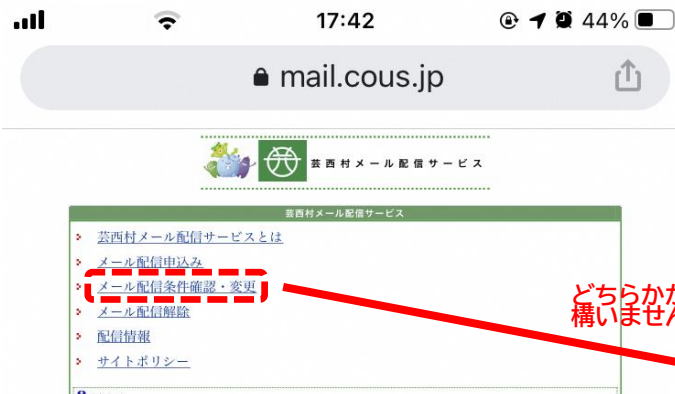 17:42
44%
mail.cous.jp
芸西村メール配信サービス
芸西村メール配信サービス
芸西村メール配信サービスとは
メール配信申込み
メール配信条件確認・変更
どちらか
構いません
メール配信解除
配信情報
サイトポリシー